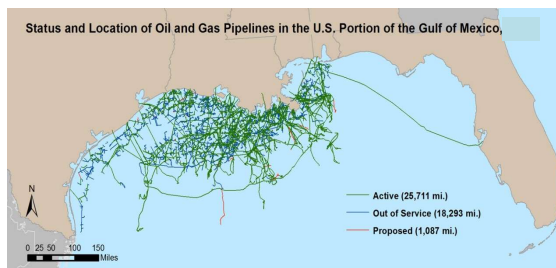 Status and Location of Oil and Gas Pipelines in the U.S. Portion of the Gulf of Mexico,
Active (25,711 mi.)
Out of Service (18,293 mi.)
Proposed (1,087 mi.)
N
0 25 50 100 150
Miles